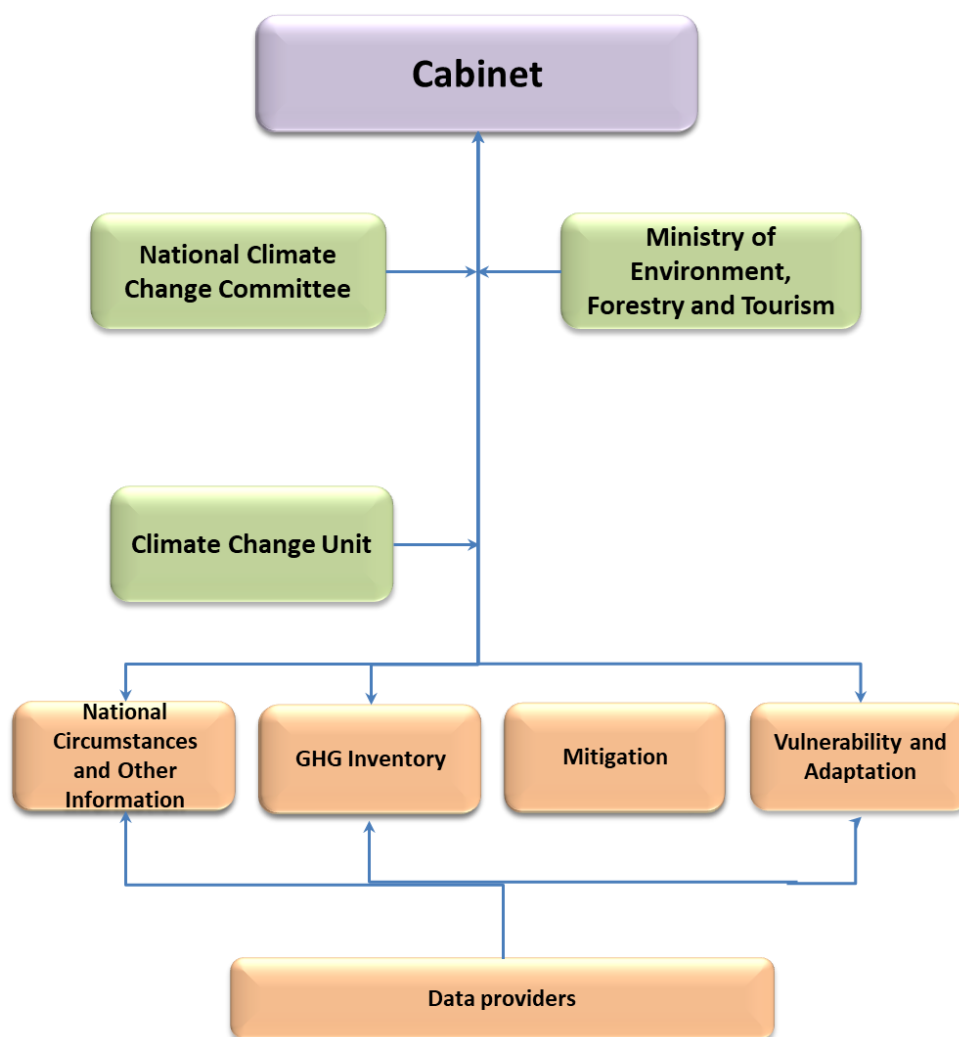 Cabinet
National Climate
Change Committee
Ministry of
Environment,
Forestry and Tourism
Climate Change Unit
National
Circumstances
and Other
Information
GHG Inventory
Mitigation
Vulnerability and
Adaptation
Data providers